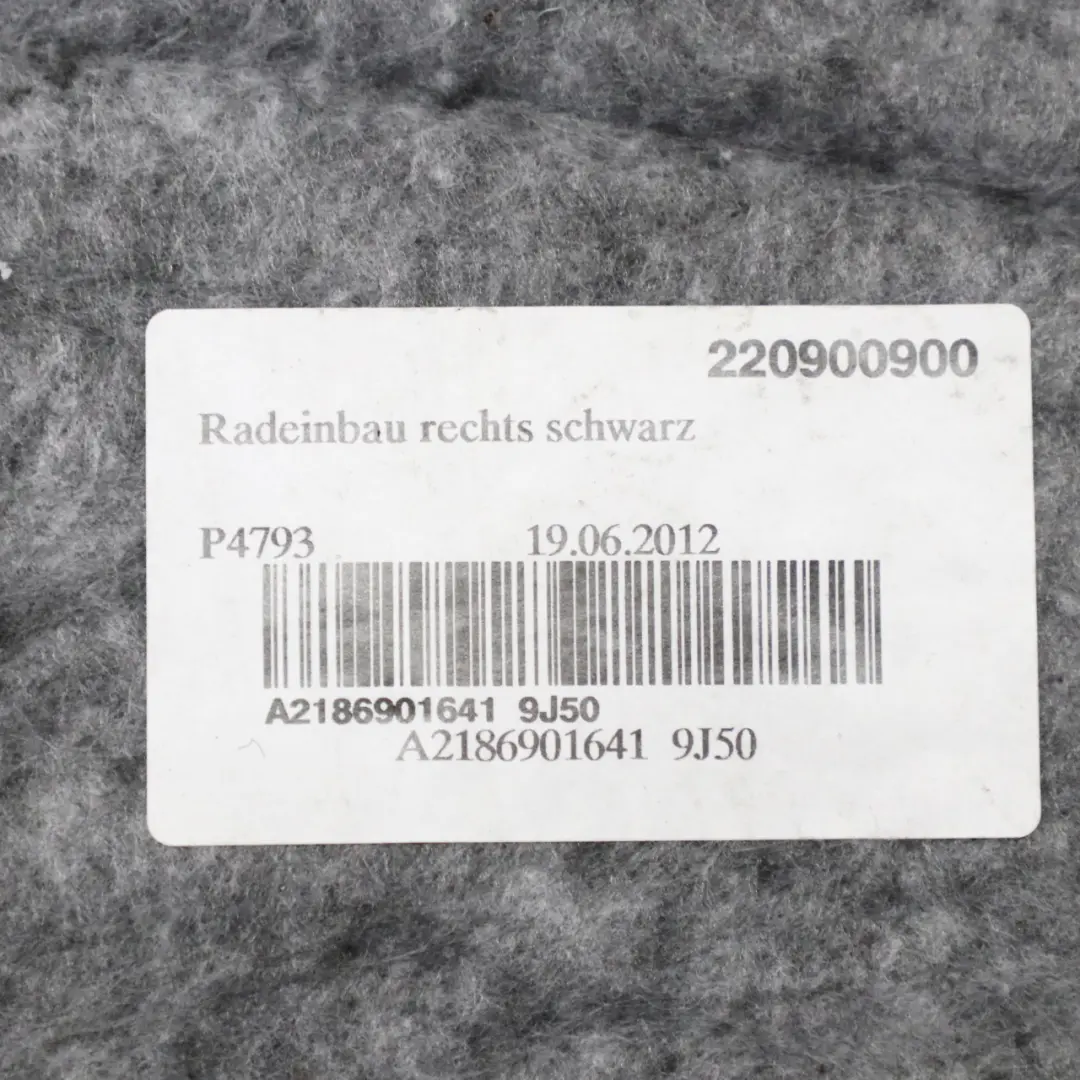 220900900
Radeinbau rechts schwarz
P4793 19.06.2012
A2186901641 9J50
A2186901641 9J50